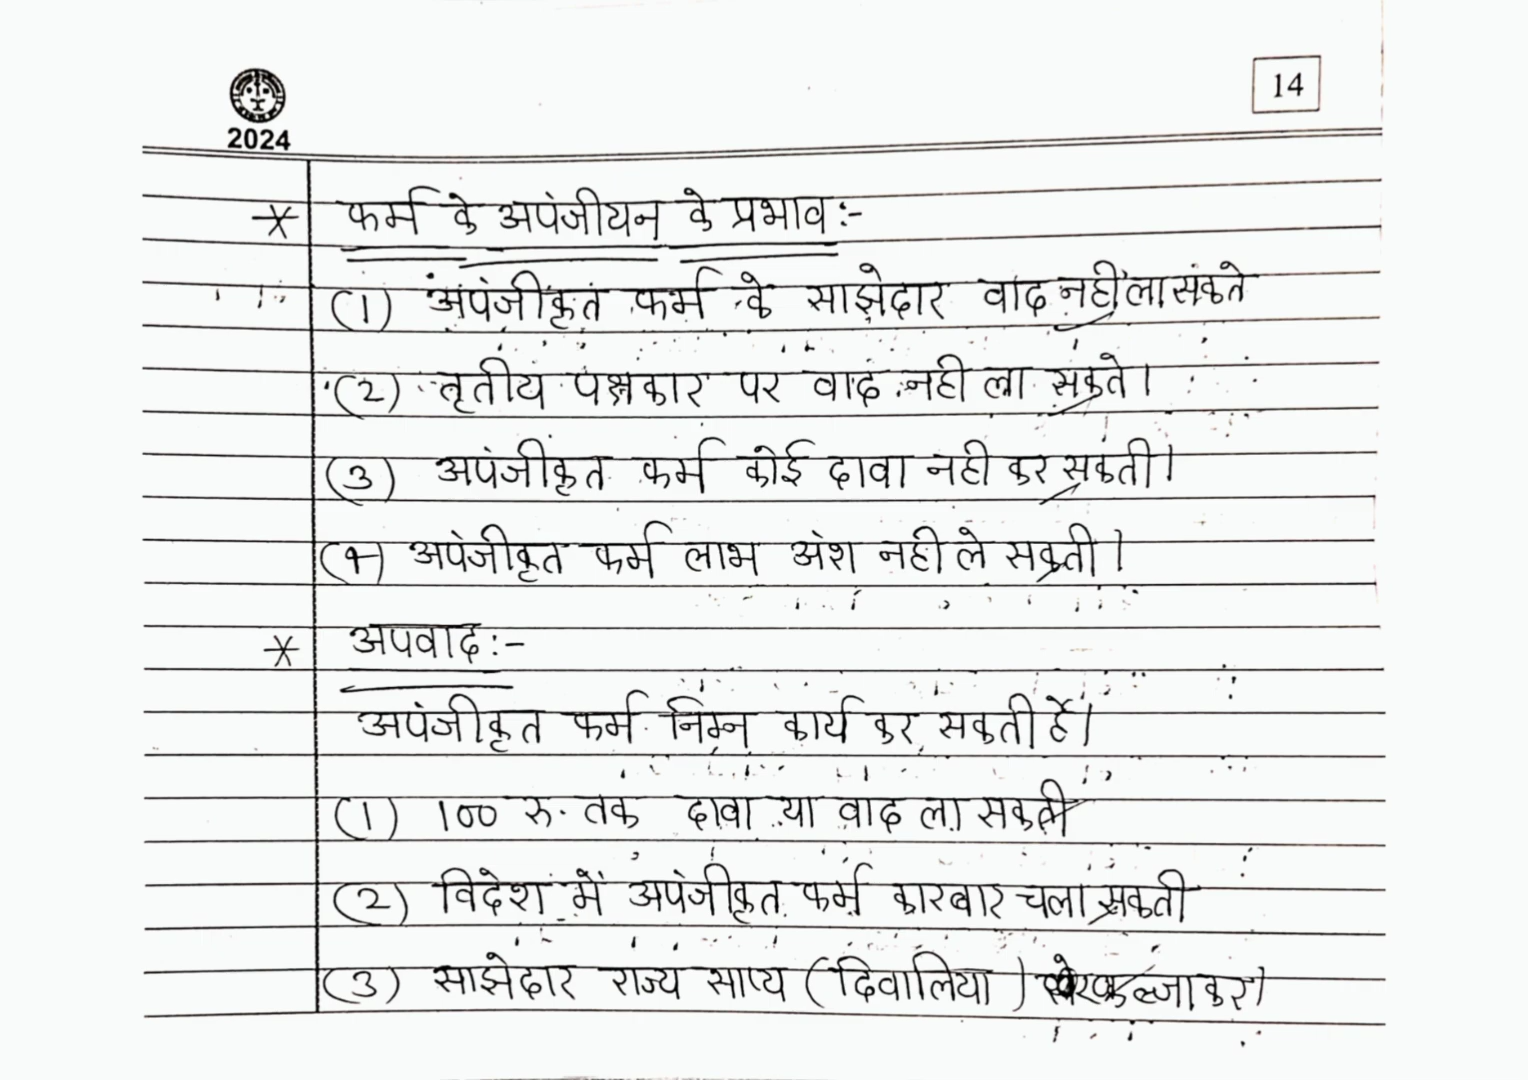 14
2024
* फर्म के अपंजीयन के प्रभाव:-
(1) अंपंजीकृत फर्म के साझेदार वाद नहीं ला सकते
(2) तृतीय पक्षकार पर वाद नही ला सकते।
(3) अपंजीकृत फर्म कोई दावा नही कर सकती।
(4) अपंजीकृत फर्म लाभ अंश नही ले सकती।
* अपवाद:-
अपंजीकृत फर्म निम्न कार्य कर सकती है।
(1) 100 रु. तक दावा या वाद ला सकती
(2) विदेश में अपंजीकृत फर्म कारबार चला सकती
(3) साझेदार राज्य साप्य (दिवालिया)